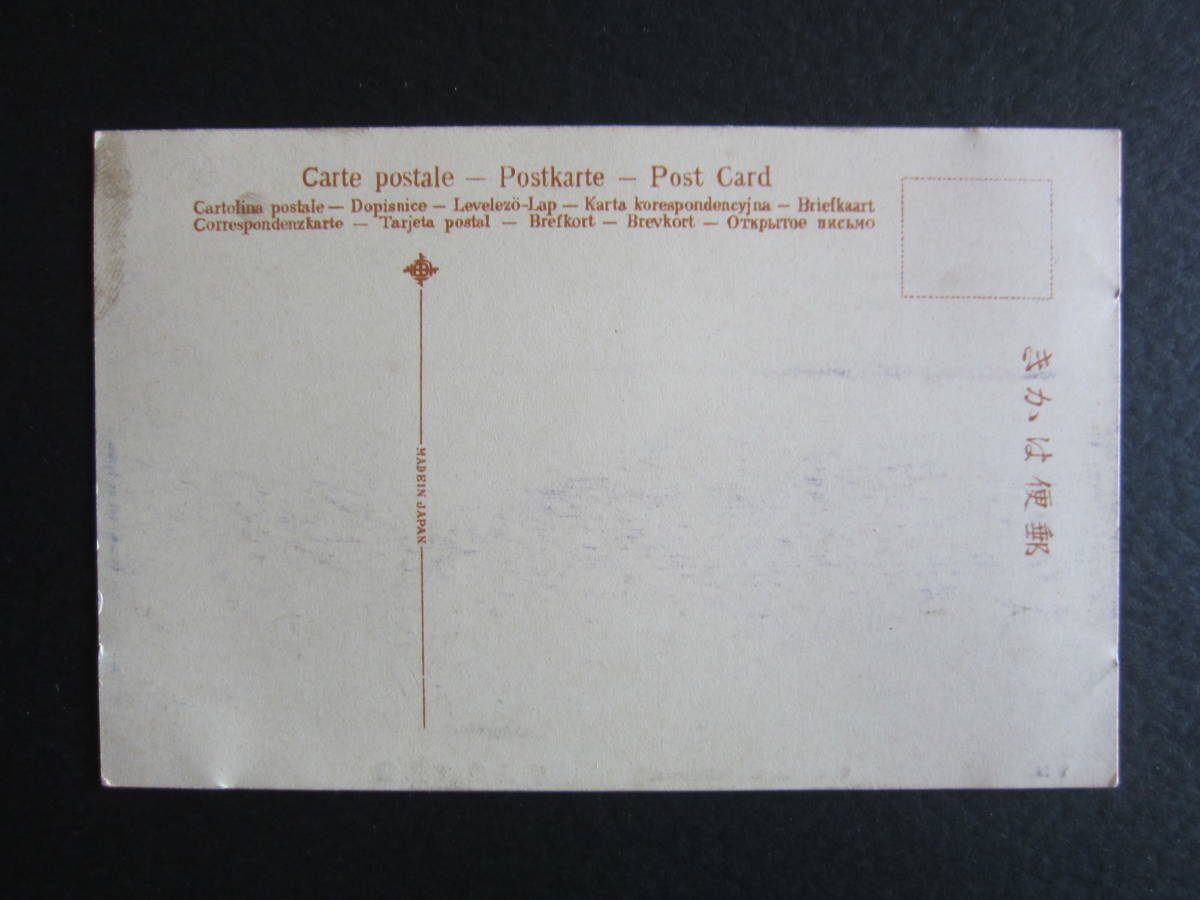 Carte postale — Postkarte — Post Card
Cartolina postale — Dopisnice — Levelező-Lap — Karta korespondencyjna — Briefkaart
Correspondenzkarte — Tarjeta postal — Brefkort — Brevkort — Открытое письмо
MADE IN JAPAN
きかは便郵